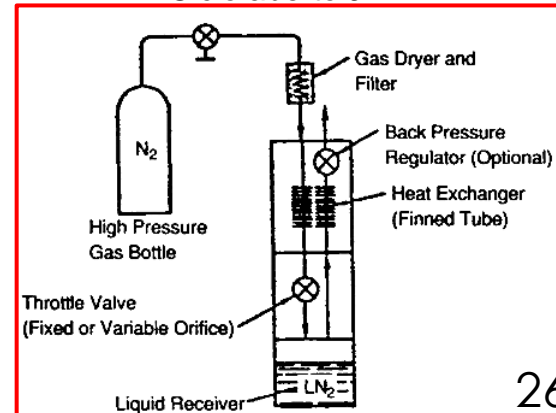 Gas Dryer and
Filter
N2
Back Pressure
Regulator (Optional)
Heat Exchanger
(Finned Tube)
High Pressure
Gas Bottle
Throttle Valve
(Fixed or Variable Orifice)
LN2
Liquid Receiver
26